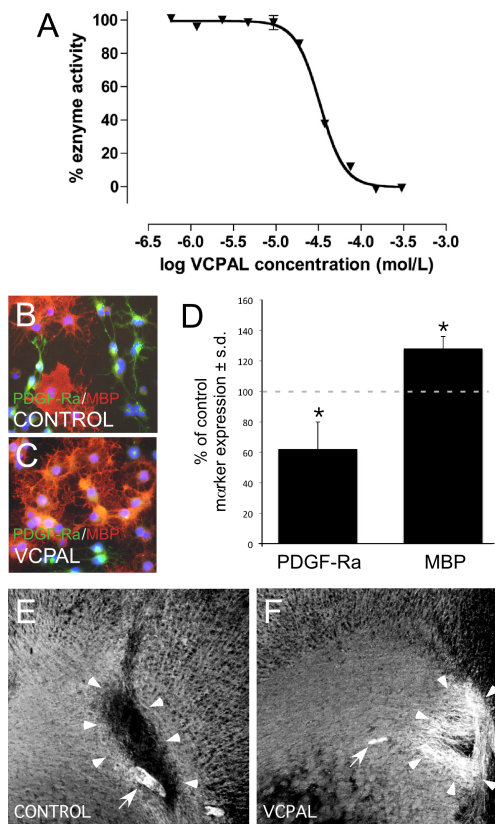 A
% eznyme activity
100
80
60
40
20
0
-6.5 -6.0 -5.5 -5.0 -4.5 -4.0 -3.5 -3.0
log VCPAL concentration (mol/L)
B
PDGF-Ra/MBP
CONTROL
C
PDGF-Ra/MBP
VCPAL
D
% of control
mαrker expression ± s.d.
160
140
120
100
80
60
40
20
0
*
*
PDGF-Ra MBP
E
CONTROL
F
VCPAL